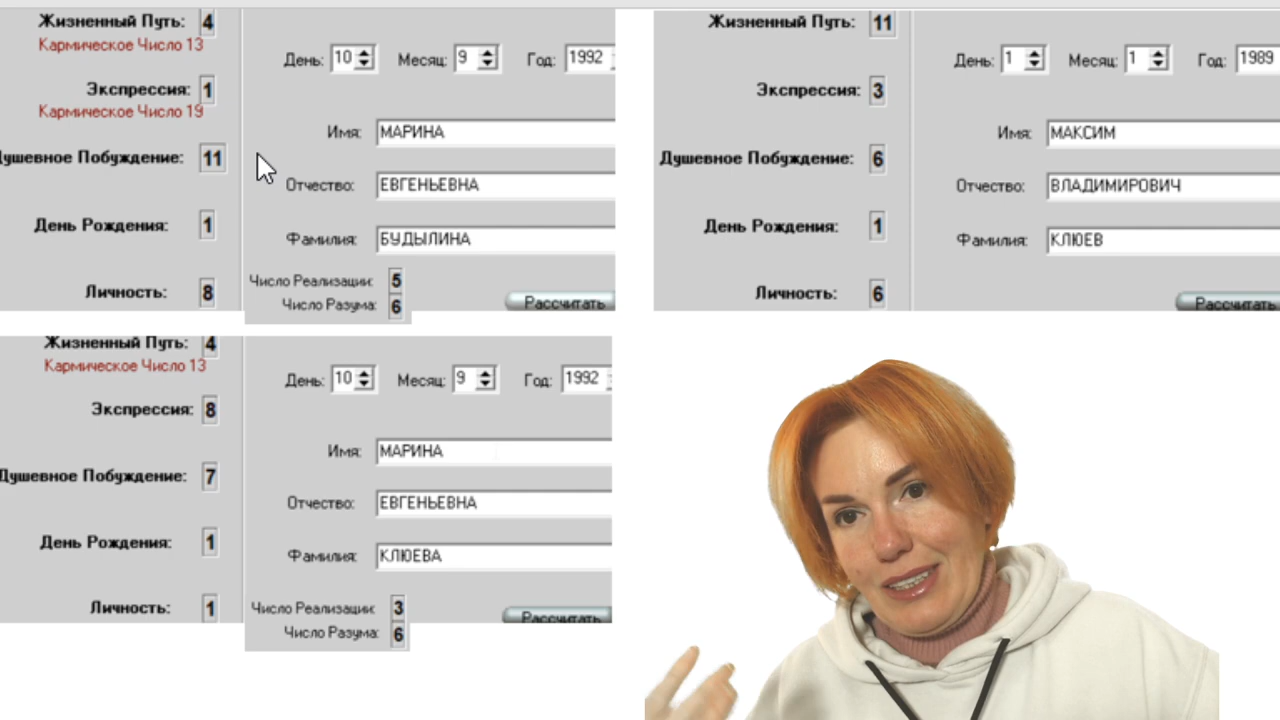 Жизненный Путь: 4
Кармическое Число 13
День: 10 Месяц: 9 Год: 1992
Экспрессия: 1
Кармическое Число 19
Имя: МАРИНА
Душевное Побуждение: 11
Отчество: ЕВГЕНЬЕВНА
День Рождения: 1
Фамилия: БУДЫЛИНА
Личность: 8
Число Реализации: 5
Число Разума: 6
Рассчитать
Жизненный Путь: 11
День: 1 Месяц: 1 Год: 1989
Экспрессия: 3
Имя: МАКСИМ
Душевное Побуждение: 6
Отчество: ВЛАДИМИРОВИЧ
День Рождения: 1
Фамилия: КЛЮЕВ
Личность: 6
Рассчитать
Жизненный Путь: 4
Кармическое Число 13
День: 10 Месяц: 9 Год: 1992
Экспрессия: 8
Имя: МАРИНА
Душевное Побуждение: 7
Отчество: ЕВГЕНЬЕВНА
День Рождения: 1
Фамилия: КЛЮЕВА
Личность: 1
Число Реализации: 3
Число Разума: 6
Рассчитать